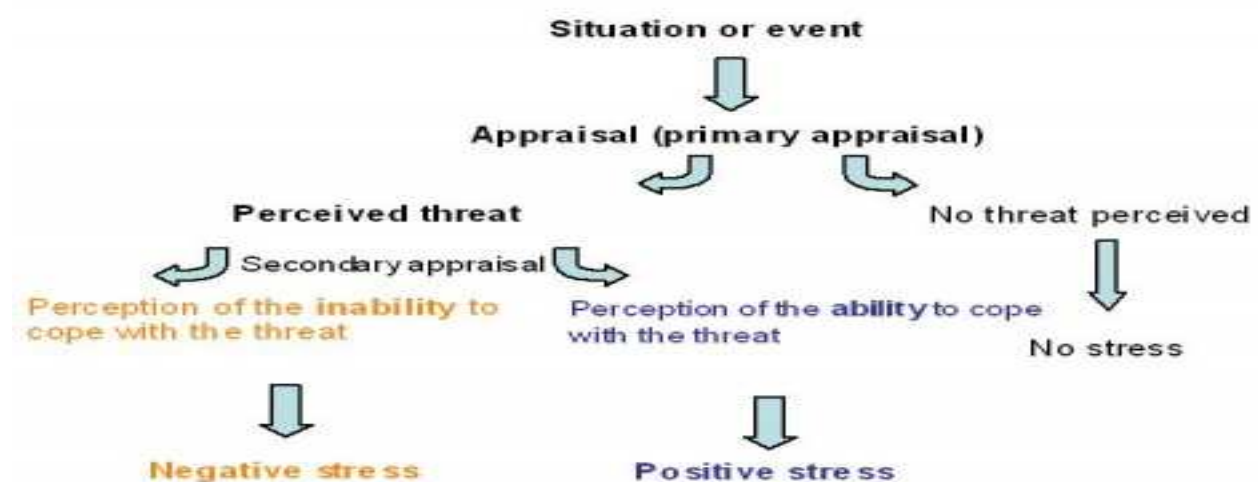 Situation or event
Appraisal (primary appraisal)
Perceived threat
No threat perceived
Secondary appraisal
Perception of the inability to
cope with the threat
Perception of the ability to cope
with the threat
No stress
Negative stress
Positive stress